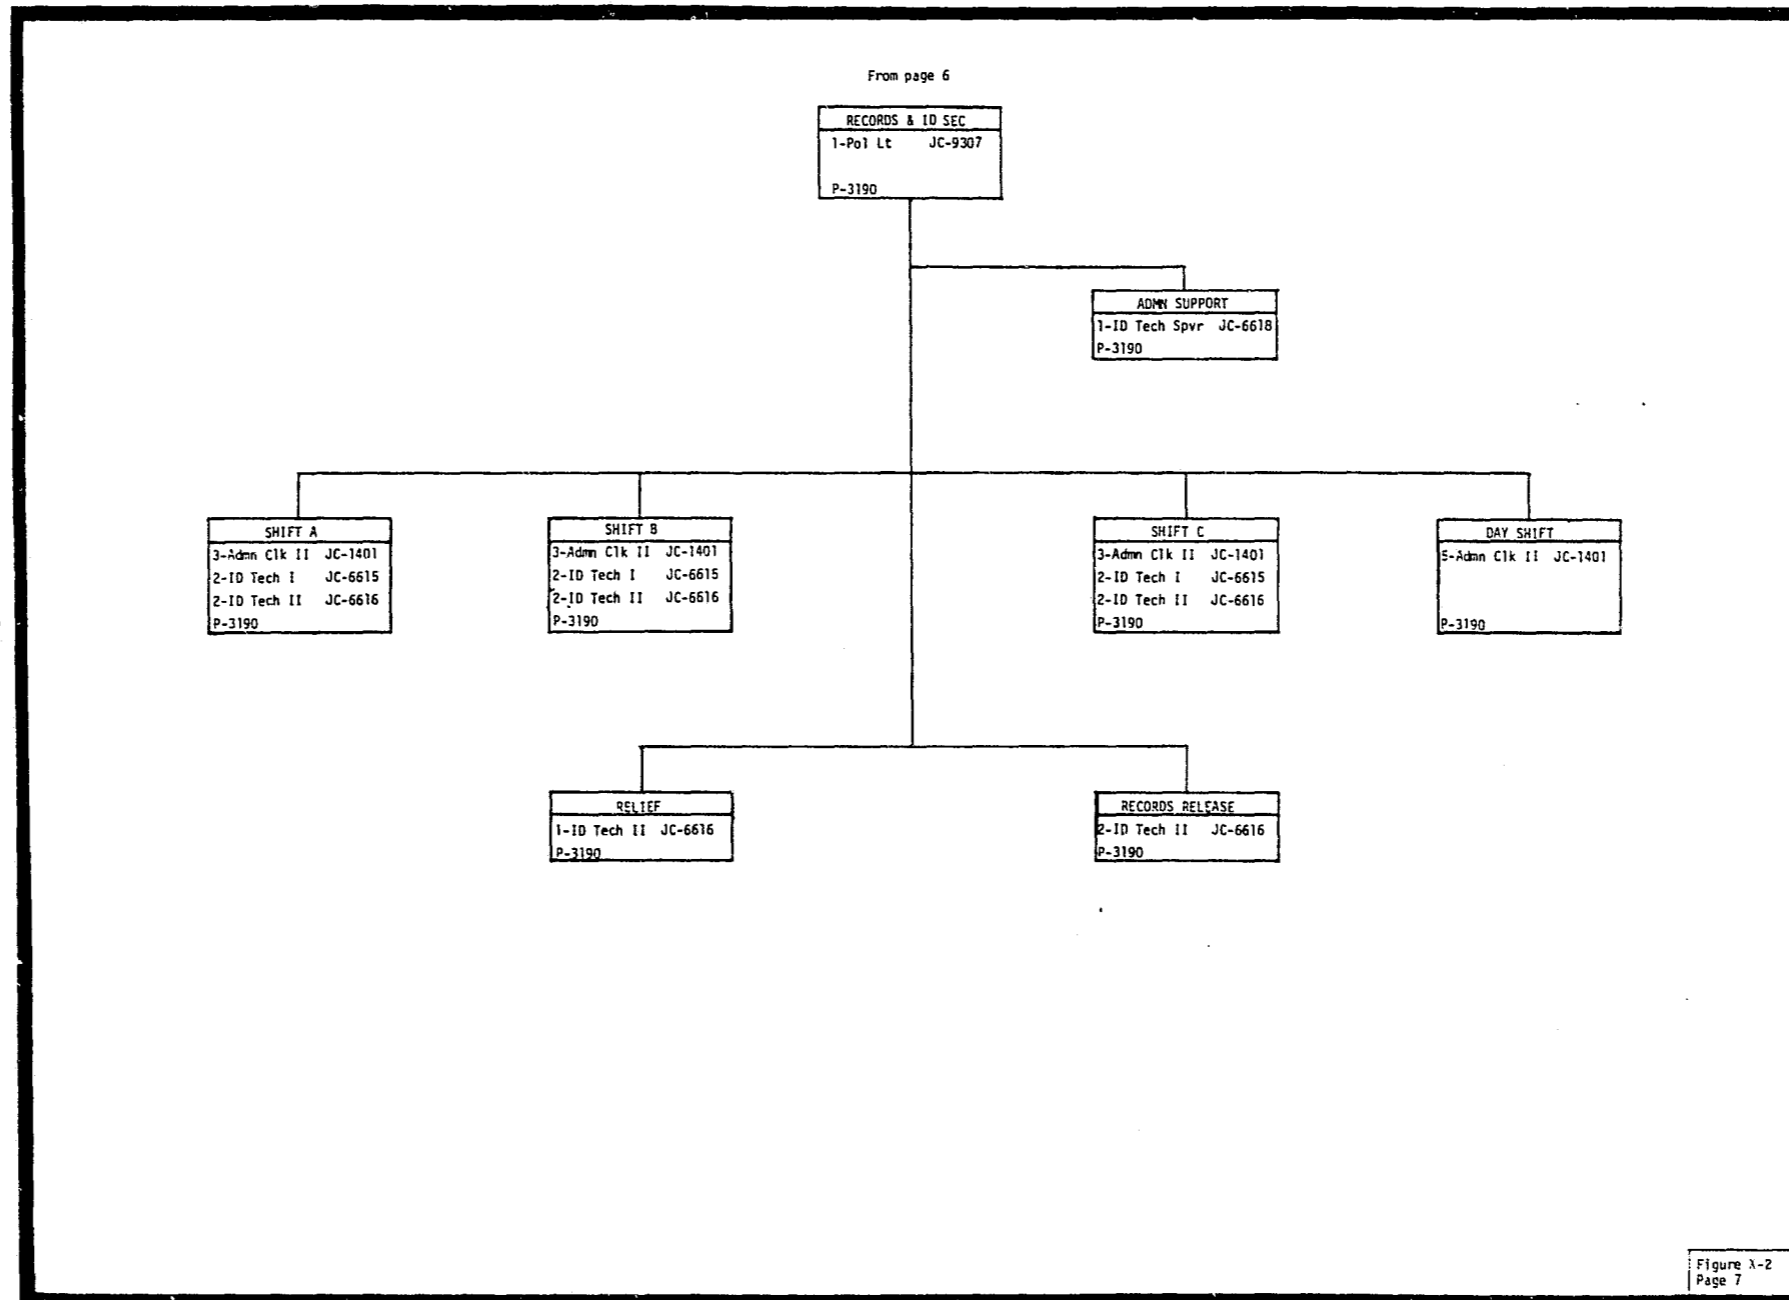 From page 6
RECORDS & ID SEC
1-Pol Lt JC-9307
P-3190
ADMN SUPPORT
1-ID Tech Spvr JC-6618
P-3190
SHIFT A
3-Admn Clk II JC-1401
2-ID Tech I JC-6615
2-ID Tech II JC-6616
P-3190
SHIFT B
3-Admn Clk II JC-1401
2-ID Tech I JC-6615
2-ID Tech II JC-6616
P-3190
SHIFT C
3-Admn Clk II JC-1401
2-ID Tech I JC-6615
2-ID Tech II JC-6616
P-3190
DAY SHIFT
5-Admn Clk II JC-1401
P-3190
RELIEF
1-ID Tech II JC-6616
P-3190
RECORDS RELEASE
2-ID Tech II JC-6616
P-3190
Figure X-2
Page 7